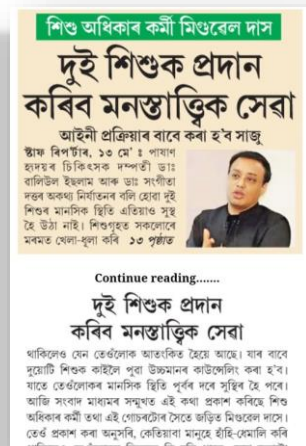 শিশু অধিকাৰ কৰ্মী মিগুৱেল দাস
দুই শিশুক প্ৰদান
কৰিব মনস্তাত্ত্বিক সেৱা
আইনী প্ৰক্ৰিয়াৰ বাবে কৰা হ'ব সাজু
ষ্টাফ ৰিপৰ্টাৰ, ১৩ মে' : পাষাণ
হৃদয়ৰ চিকিৎসক দম্পতী ডাঃ
ৱালিউল ইছলাম আৰু ডাঃ সংগীতা
দত্তৰ অকথ্য নিৰ্যাতনৰ বলি হোৱা দুই
শিশুৰ মানসিক স্থিতি এতিয়াও সুস্থ
হৈ উঠা নাই। শিশুগৃহত সকলোৰে
মৰমত খেলা-ধূলা কৰি ১৩ পৃষ্ঠাত
Continue reading.......
দুই শিশুক প্ৰদান
কৰিব মনস্তাত্ত্বিক সেৱা
থাকিলেও যেন তেওঁলোক আতংকিত হৈয়ে আছে। যাৰ বাবে
দুয়োটি শিশুক কাইলৈ পুৱা উচ্চমানৰ কাউন্সেলিং কৰা হ'ব।
যাতে তেওঁলোকৰ মানসিক স্থিতি পূৰ্বৰ দৰে সুস্থিৰ হৈ পৰে।
আজি সংবাদ মাধ্যমৰ সন্মুখত এই কথা প্ৰকাশ কৰিছে শিশু
অধিকাৰ কৰ্মী তথা এই গোচৰটোৰ সৈতে জড়িত মিগুৱেল দাসে।
তেওঁ প্ৰকাশ কৰা অনুসৰি, কেতিয়াবা মানুহে হাঁহি-ধেমালি কৰি